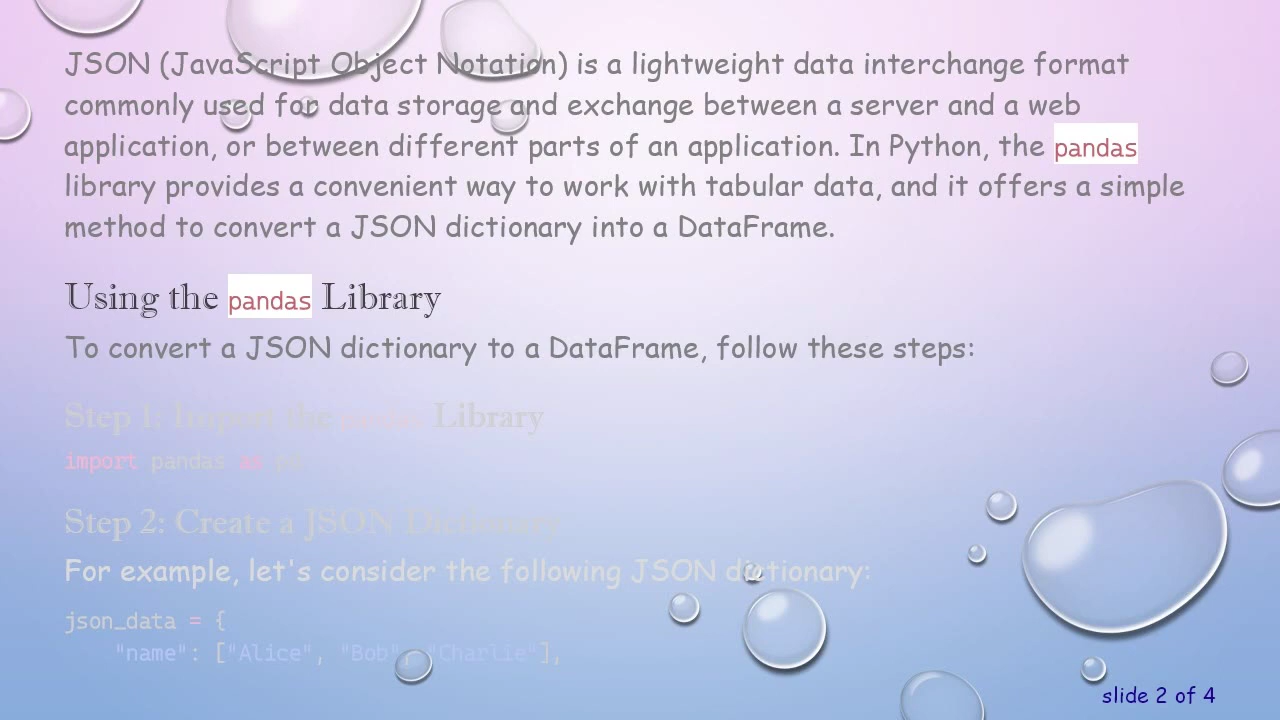 JSON (JavaScript Object Notation) is a lightweight data interchange format
commonly used for data storage and exchange between a server and a web
application, or between different parts of an application. In Python, the pandas
library provides a convenient way to work with tabular data, and it offers a simple
method to convert a JSON dictionary into a DataFrame.
Using the pandas Library
To convert a JSON dictionary to a DataFrame, follow these steps:
Step 1: Import the pandas Library
import pandas as pd
Step 2: Create a JSON Dictionary
For example, let's consider the following JSON dictionary:
json_data = {
    "name": ["Alice", "Bob", "Charlie"],
slide 2 of 4